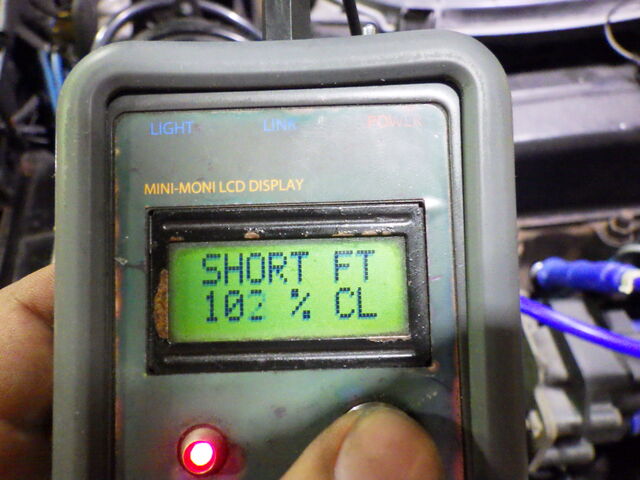 LIGHT LINK POWER
MINI-MONI LCD DISPLAY
SHORT FT
102 % CL